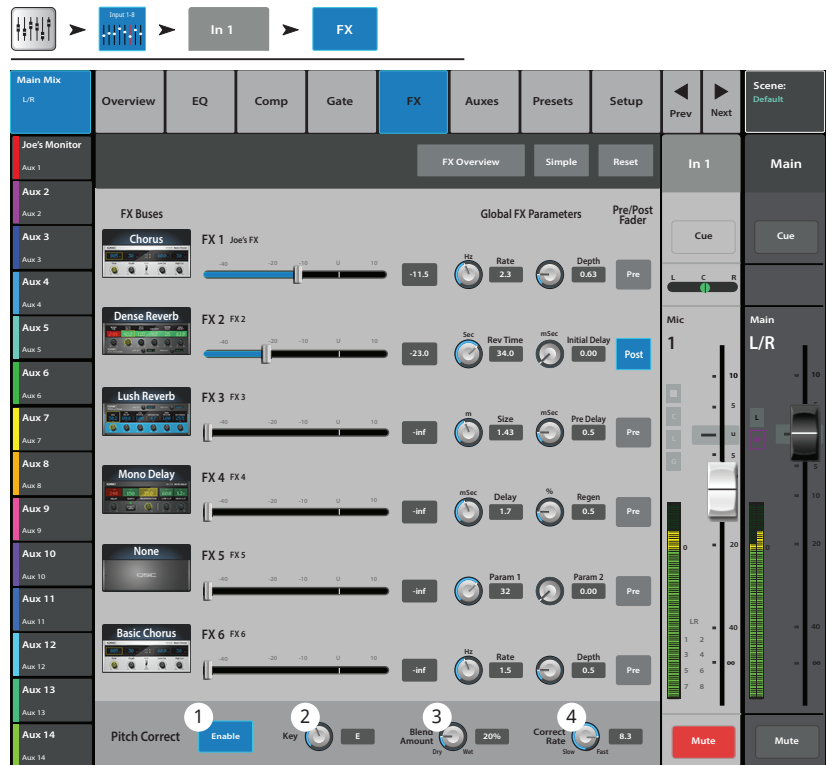 Input 1-8
In 1
FX
Main Mix
L/R
Overview
EQ
Comp
Gate
FX
Auxes
Presets
Setup
Prev
Next
Scene:
Default
Joe's Monitor
Aux 1
FX Overview
Simple
Reset
In 1
Main
Aux 2
Aux 2
Aux 3
Aux 3
Aux 4
Aux 4
Aux 5
Aux 5
Aux 6
Aux 6
Aux 7
Aux 7
Aux 8
Aux 8
Aux 9
Aux 9
Aux 10
Aux 10
Aux 11
Aux 11
Aux 12
Aux 12
Aux 13
Aux 13
Aux 14
Aux 14
FX Buses
Global FX Parameters
Pre/Post
Fader
Chorus
FX 1 Joe's FX
-40 -20 -10 U 10
-11.5
Hz
Rate
2.3
Depth
0.63
Pre
Dense Reverb
FX 2 FX 2
-40 -20 -10 U 10
-23.0
Sec
Rev Time
34.0
mSec
Initial Delay
0.00
Post
Lush Reverb
FX 3 FX 3
-40 -20 -10 U 10
-inf
m
Size
1.43
mSec
Pre Delay
0.5
Pre
Mono Delay
FX 4 FX 4
-40 -20 -10 U 10
-inf
mSec
Delay
1.7
%
Regen
0.5
Pre
None
QSC
FX 5 FX 5
-40 -20 -10 U 10
-inf
Param 1
32
Param 2
0.00
Pre
Basic Chorus
FX 6 FX 6
-40 -20 -10 U 10
-inf
Hz
Rate
1.5
Depth
0.5
Pre
Pitch Correct
1
Enable
2
Key
E
3
Blend
Amount
Dry Wet
20%
4
Correct
Rate
Slow Fast
8.3
Cue
L C R
Mic
1
10
5
u
5
0
20
LR
40
1 2
3 4
5 6
7 8
∞
Mute
Cue
Main
L/R
10
L
5
10
0
20
40
∞
Mute